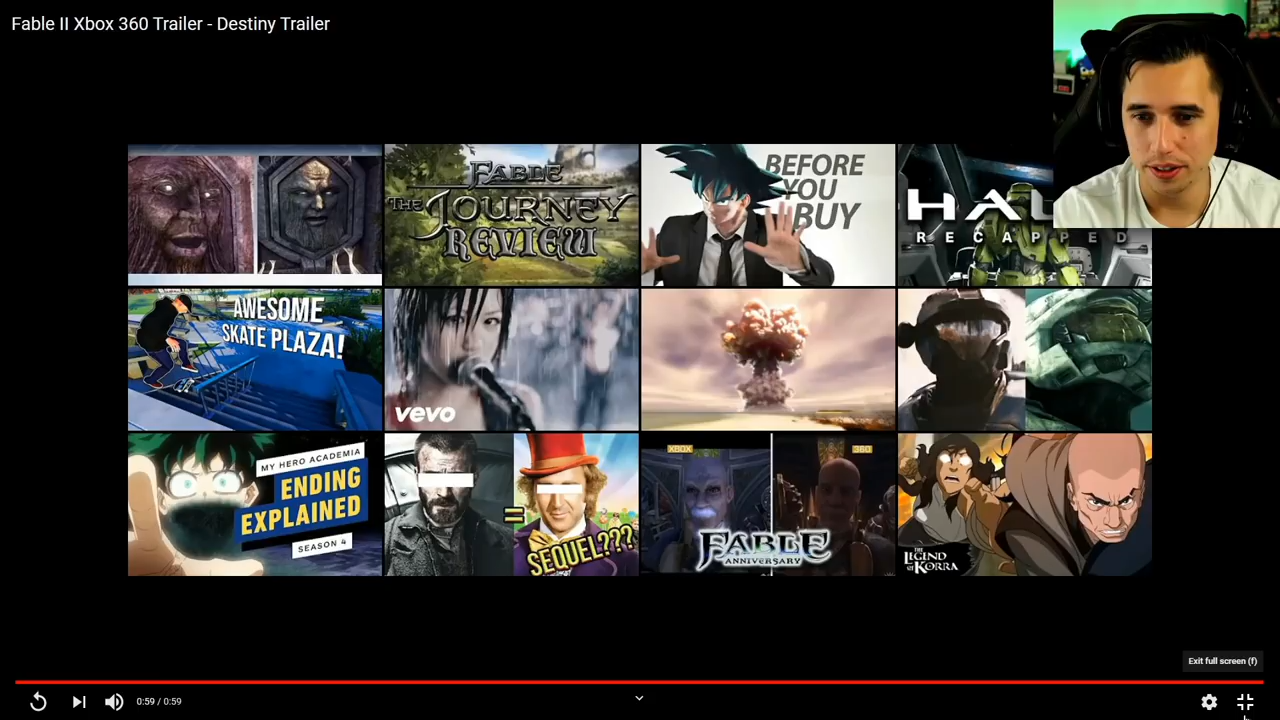 Fable II Xbox 360 Trailer - Destiny Trailer
FABLE
THE JOURNEY
REVIEW
BEFORE
YOU
BUY
RECAPPED
AWESOME
SKATE PLAZA!
vevo
MY HERO ACADEMIA
ENDING
EXPLAINED
SEASON 4
=
SEQUEL???
XBOX
360
FABLE
ANNIVERSARY
THE
LEGEND
OF KORRA
Exit full screen (f)
0:59 / 0:59